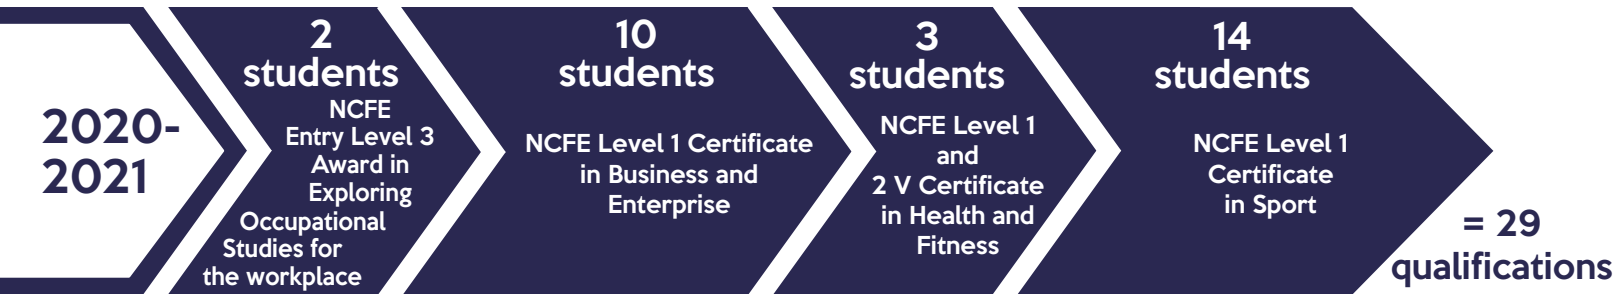 2020-
2021
2
students
NCFE
Entry Level 3
Award in
Exploring
Occupational
Studies for
the workplace
10
students
NCFE Level 1 Certificate
in Business and
Enterprise
3
students
NCFE Level 1
and
2 V Certificate
in Health and
Fitness
14
students
NCFE Level 1
Certificate
in Sport
= 29
qualifications